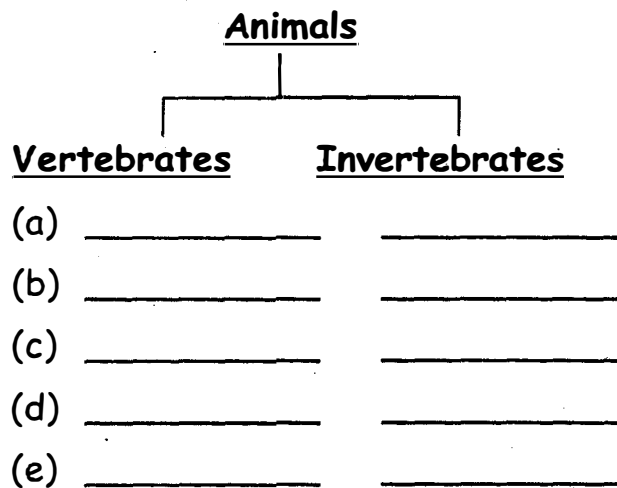 Animals
Vertebrates Invertebrates
(a)
(b)
(c)
(d)
(e)